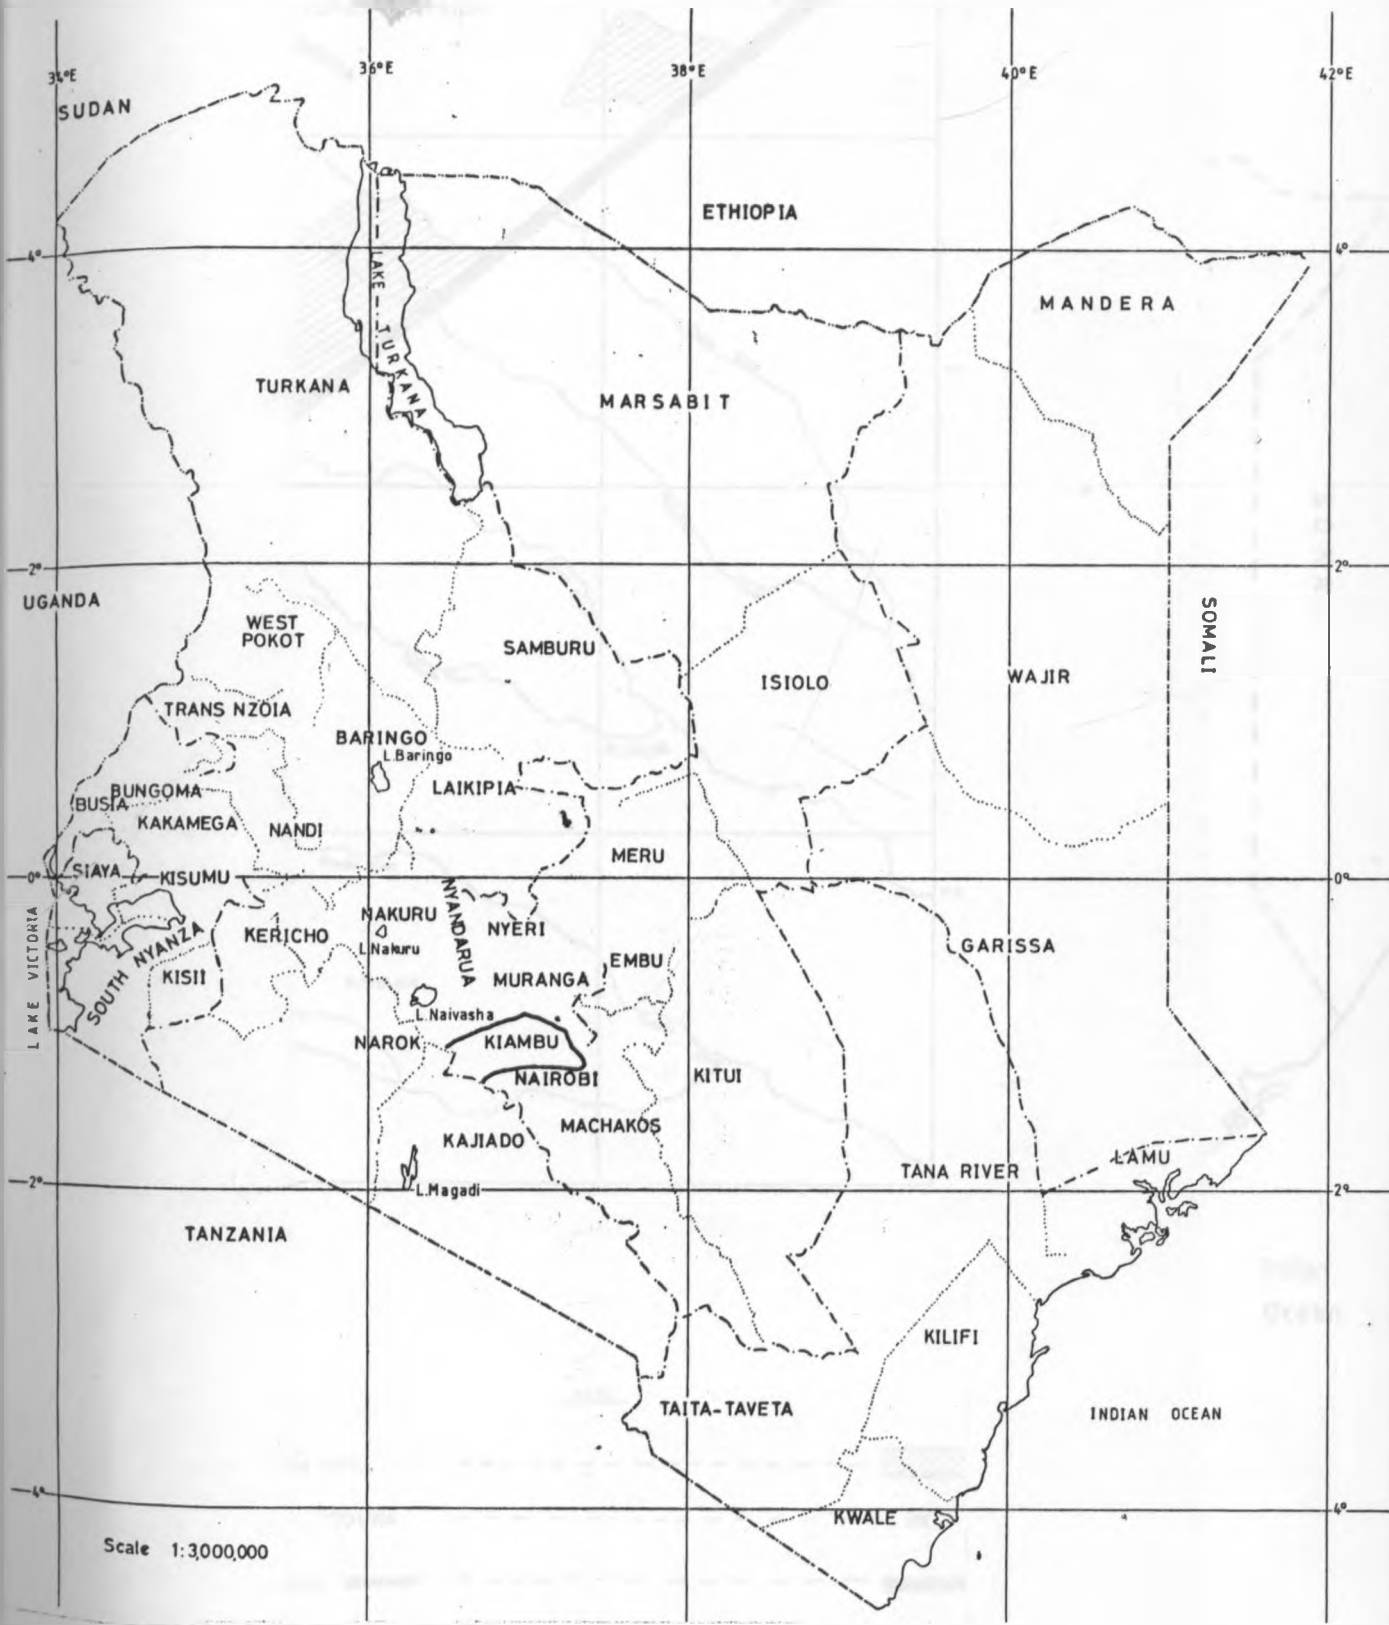 34°E
36°E
38°E
40°E
42°E
SUDAN
ETHIOPIA
4°
4°
MANDERA
LAKE TURKANA
TURKANA
MARSABIT
2°
2°
UGANDA
WEST
POKOT
SAMBURU
SOMALI
ISIOLO
WAJIR
TRANS NZOIA
BARINGO
L.Baringo
LAIKIPIA
BUNGOMA
BUSIA
KAKAMEGA
NANDI
MERU
SIAYA
KISUMU
0°
0°
LAKE VICTORIA
NAKURU
L.Nakuru
NYANDARUA
NYERI
KERICHO
SOUTH NYANZA
KISII
GARISSA
EMBU
MURANGA
L.Naivasha
NAROK
KIAMBU
NAIROBI
KITUI
MACHAKOS
KAJIADO
L.Magadi
TANA RIVER
LAMU
2°
2°
TANZANIA
KILIFI
TAITA-TAVETA
INDIAN OCEAN
4°
4°
KWALE
Scale 1:3,000,000